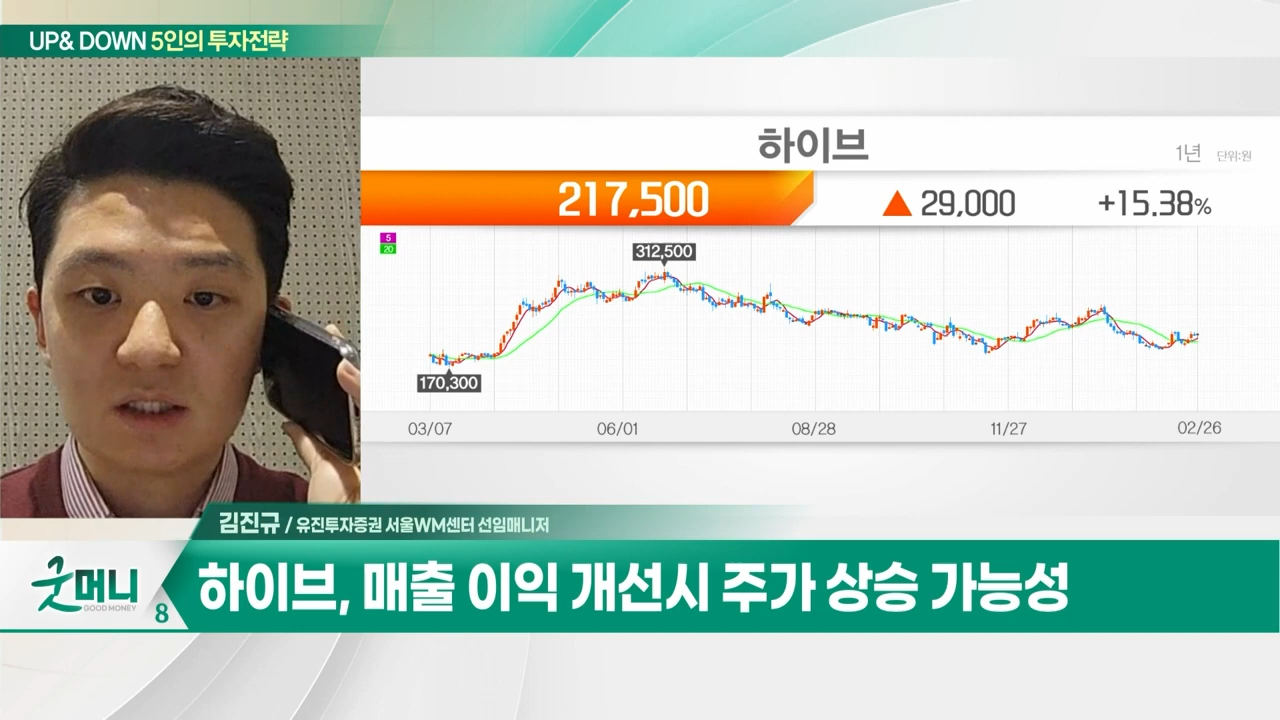 UP& DOWN 5인의 투자전략
하이브
1년 단위:원
217,500 ▲ 29,000 +15.38%
5
20
312,500
170,300
03/07 06/01 08/28 11/27 02/26
김진규 / 유진투자증권 서울WM센터 선임매니저
굿머니
GOOD MONEY
8
하이브, 매출 이익 개선시 주가 상승 가능성